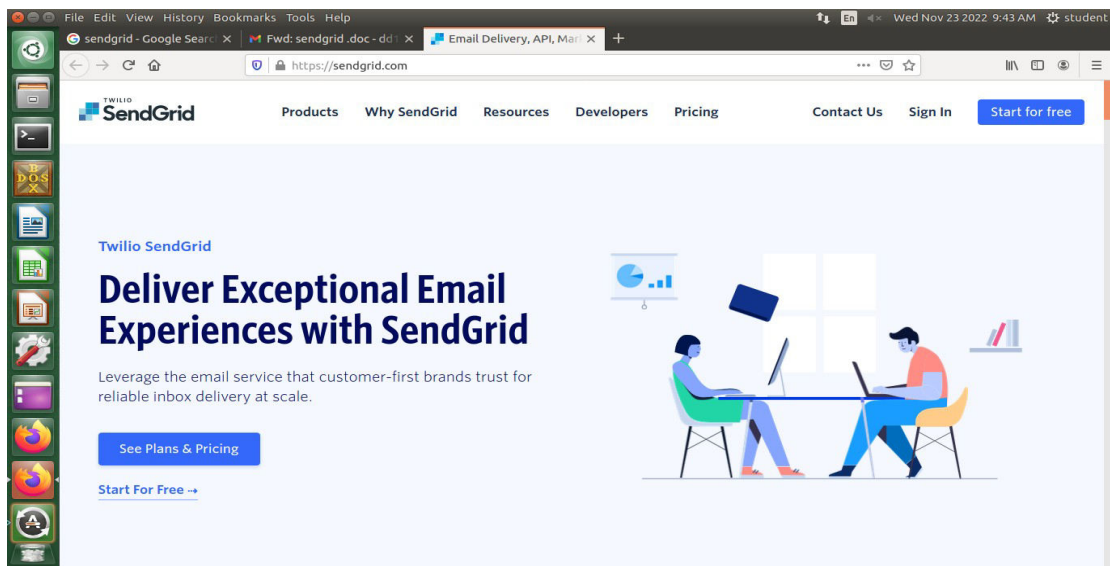 File Edit View History Bookmarks Tools Help
En
Wed Nov 23 2022 9:43 AM
student
sendgrid - Google Searc
Fwd: sendgrid .doc - dd1
Email Delivery, API, Mar
https://sendgrid.com
TWILIO
SendGrid
Products Why SendGrid Resources Developers Pricing Contact Us Sign In Start for free
Twilio SendGrid
Deliver Exceptional Email
Experiences with SendGrid
Leverage the email service that customer-first brands trust for
reliable inbox delivery at scale.
See Plans & Pricing
Start For Free